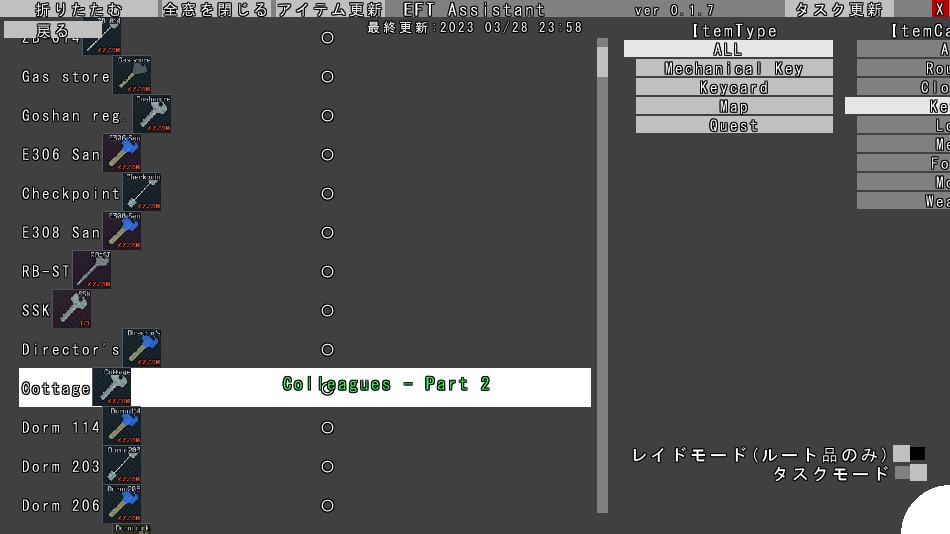 折りたたむ 全窓を閉じる アイテム更新 EFT Assistant ver 0.1.7 タスク更新 X
戻る 最終更新:2023 03/28 23:58
Gas store
Goshan reg
E306 San
Checkpoint
E308 San
RB-ST
SSK
Director's
Cottage Colleagues - Part 2
Dorm 114
Dorm 203
Dorm 206
[ItemType
ALL
Mechanical Key
Keycard
Map
Quest
[ItemCa
A
Rou
Clo
Ke
Lo
Me
Fo
Mo
Wea
レイドモード(ルート品のみ)
タスクモード